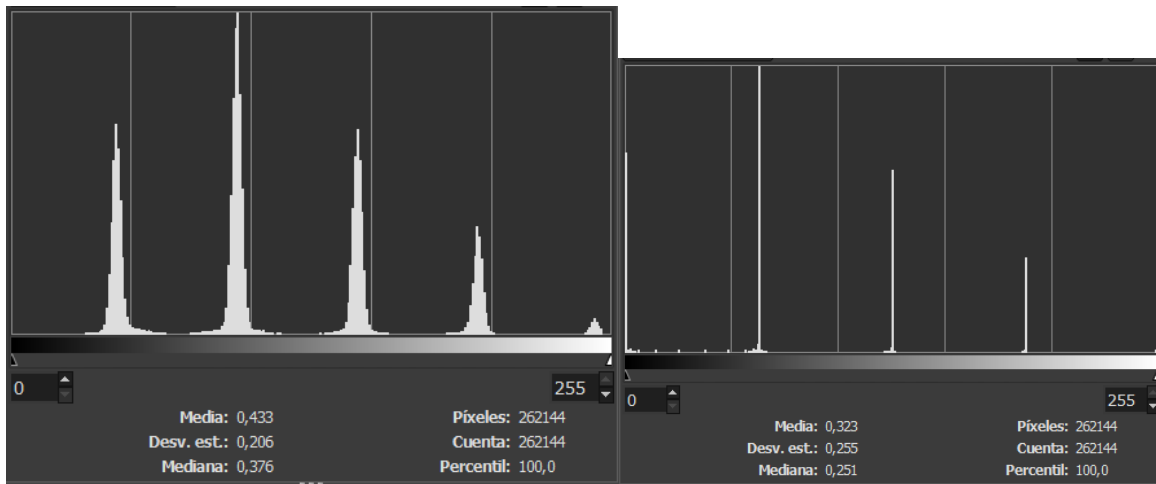 0 255
Media: 0,433 Píxeles: 262144
Desv. est.: 0,206 Cuenta: 262144
Mediana: 0,376 Percentil: 100,0
0 255
Media: 0,323 Píxeles: 262144
Desv. est.: 0,255 Cuenta: 262144
Mediana: 0,251 Percentil: 100,0